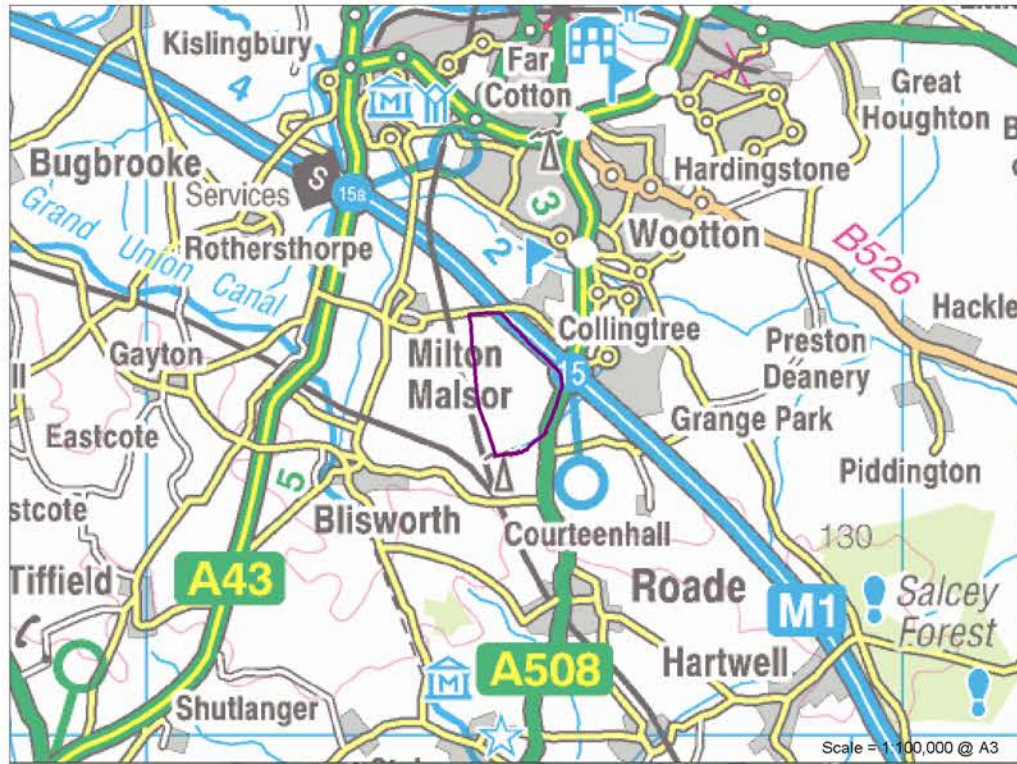 Kislingbury
Far
Cotton
Great
Houghton
4
Bugbrooke
S
Services
15a
Hardingstone
3
Grand Union Canal
Rothersthorpe
2
Wootton
B526
Hackle
Collingtree
Preston
Deanery
Gayton
Milton
Malsor
15
Grange Park
Eastcote
Piddington
5
stcote
Blisworth
Courteenhall
130
Tiffield
A43
Roade
M1
Salcey
Forest
A508
Hartwell
M
Shutlanger
Scale = 1:100,000 @ A3